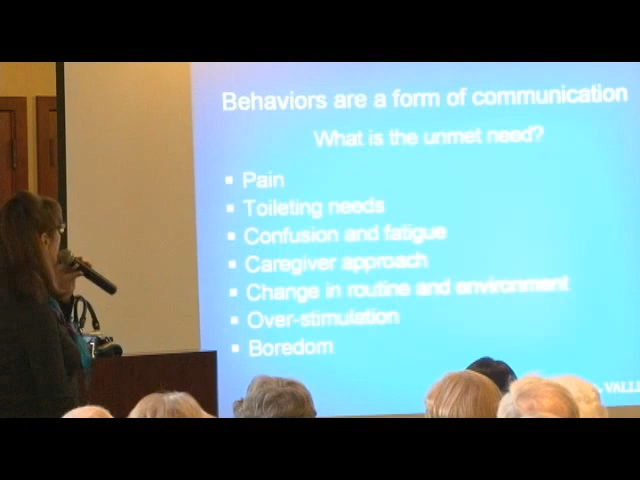 Behaviors are a form of communication
What is the unmet need?
▪ Pain
▪ Toileting needs
▪ Confusion and fatigue
▪ Caregiver approach
▪ Change in routine and environment
▪ Over-stimulation
▪ Boredom